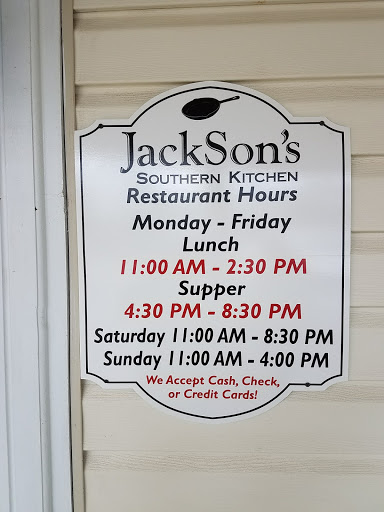 JackSon's
Southern Kitchen
Restaurant Hours
Monday - Friday
Lunch
11:00 AM - 2:30 PM
Supper
4:30 PM - 8:30 PM
Saturday 11:00 AM - 8:30 PM
Sunday 11:00 AM - 4:00 PM
We Accept Cash, Check,
or Credit Cards!